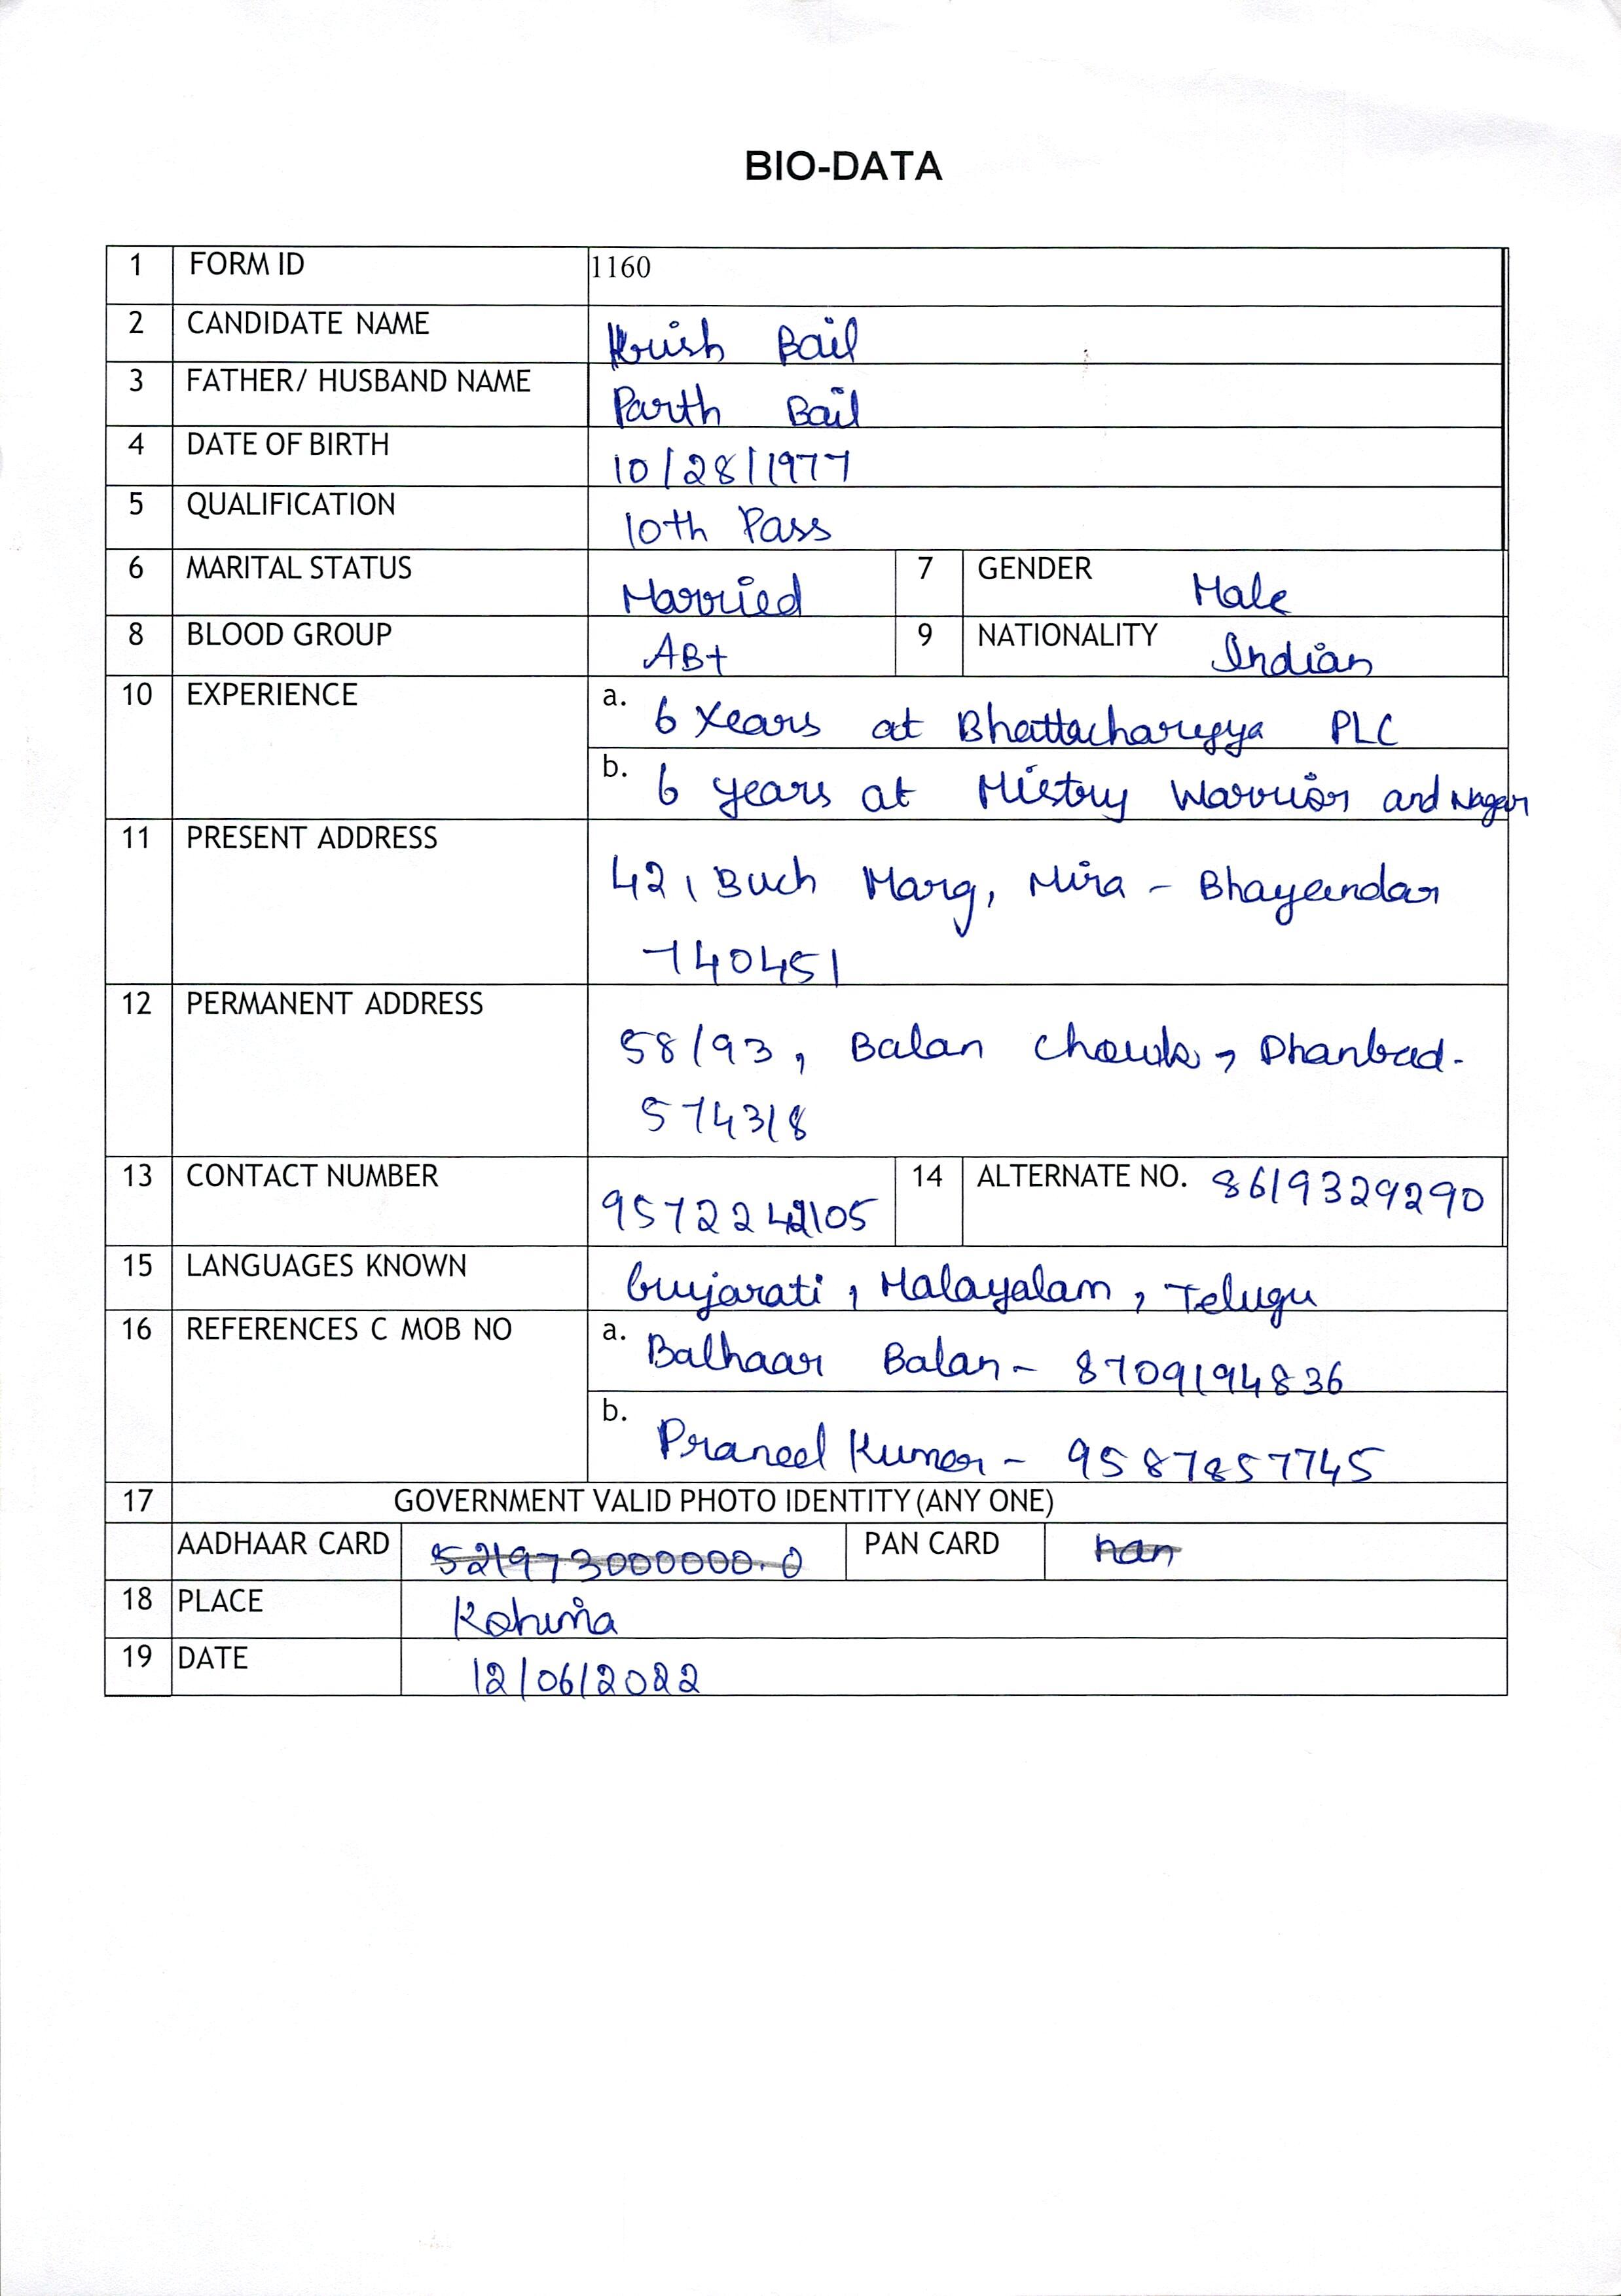 BIO-DATA
1 FORM ID 1160
2 CANDIDATE NAME Krish Bail
3 FATHER/ HUSBAND NAME Parth Bail
4 DATE OF BIRTH 10/28/1977
5 QUALIFICATION 10th Pass
6 MARITAL STATUS Married 7 GENDER Male
8 BLOOD GROUP AB+ 9 NATIONALITY Indian
10 EXPERIENCE a. 6 Years at Bhattacharyya PLC
b. 6 years at Mistry Warrior and Nagar
11 PRESENT ADDRESS 42, Buch Marg, Mira - Bhayandar
740451
12 PERMANENT ADDRESS 58/93, Balan Chowk, Dhanbad-
574318
13 CONTACT NUMBER 14 ALTERNATE NO. 8619329290
15 LANGUAGES KNOWN Gujarati, Malayalam, Telugu
16 REFERENCES C MOB NO a. Balhaar Balan- 8709194836
b. Praneel Kumar- 9587857745
17 GOVERNMENT VALID PHOTO IDENTITY (ANY ONE)
AADHAAR CARD 521973000000.0 PAN CARD nan
18 PLACE Kohima
19 DATE 12/06/2022